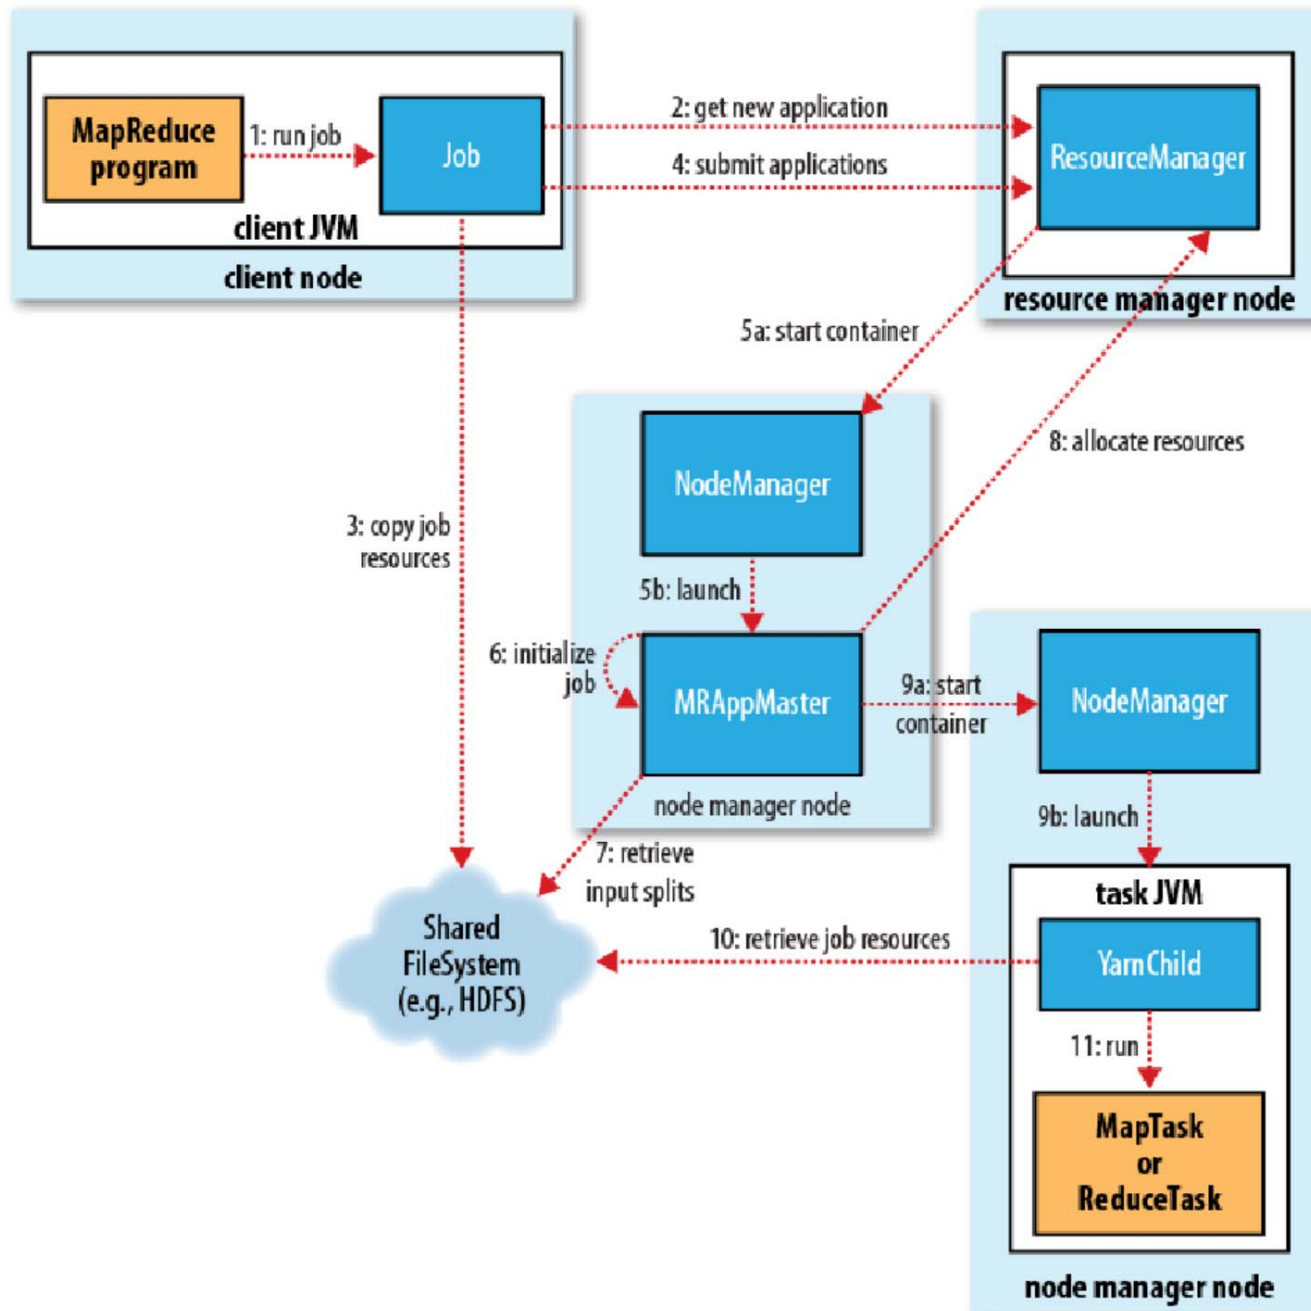 MapReduce
program
1: run job
Job
client JVM
client node
2: get new application
4: submit applications
ResourceManager
resource manager node
5a: start container
3: copy job
resources
NodeManager
5b: launch
6: initialize
job
MRAppMaster
node manager node
8: allocate resources
9a: start
container
NodeManager
9b: launch
7: retrieve
input splits
Shared
FileSystem
(e.g., HDFS)
10: retrieve job resources
task JVM
YarnChild
11: run
MapTask
or
ReduceTask
node manager node